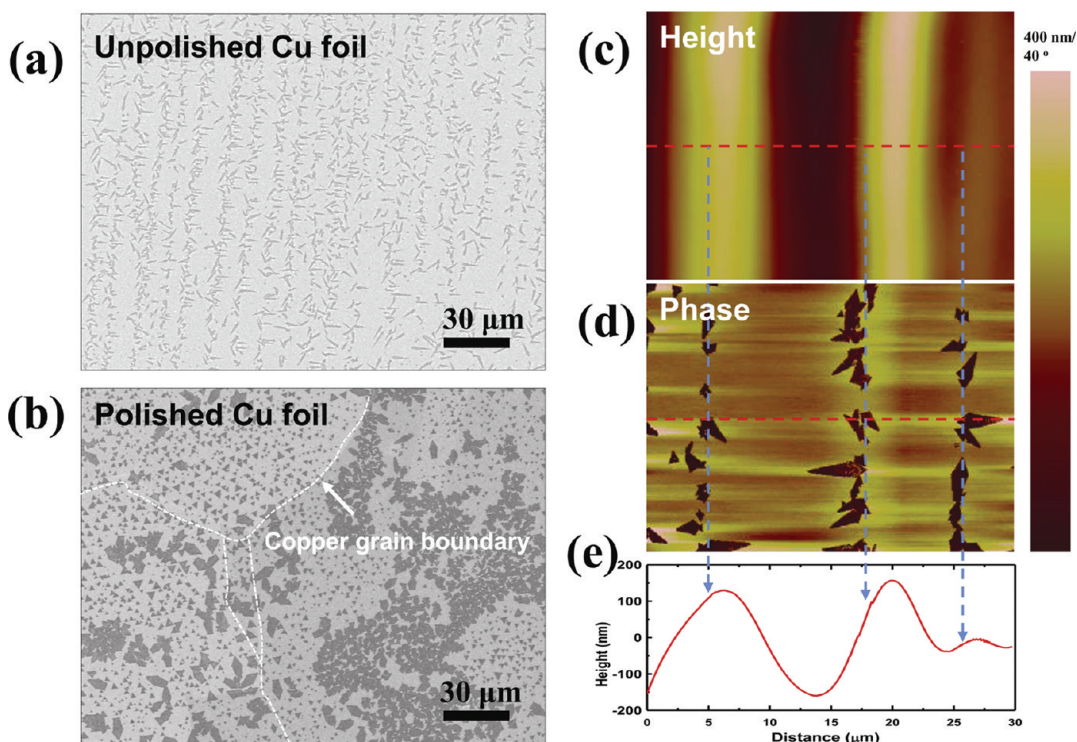 (a)
Unpolished Cu foil
30 μm
(b)
Polished Cu foil
Copper grain boundary
30 μm
(c)
Height
400 nm/
40 °
(d)
Phase
(e)
200
100
0
-100
-200
Height (nm)
0 5 10 15 20 25 30
Distance (μm)